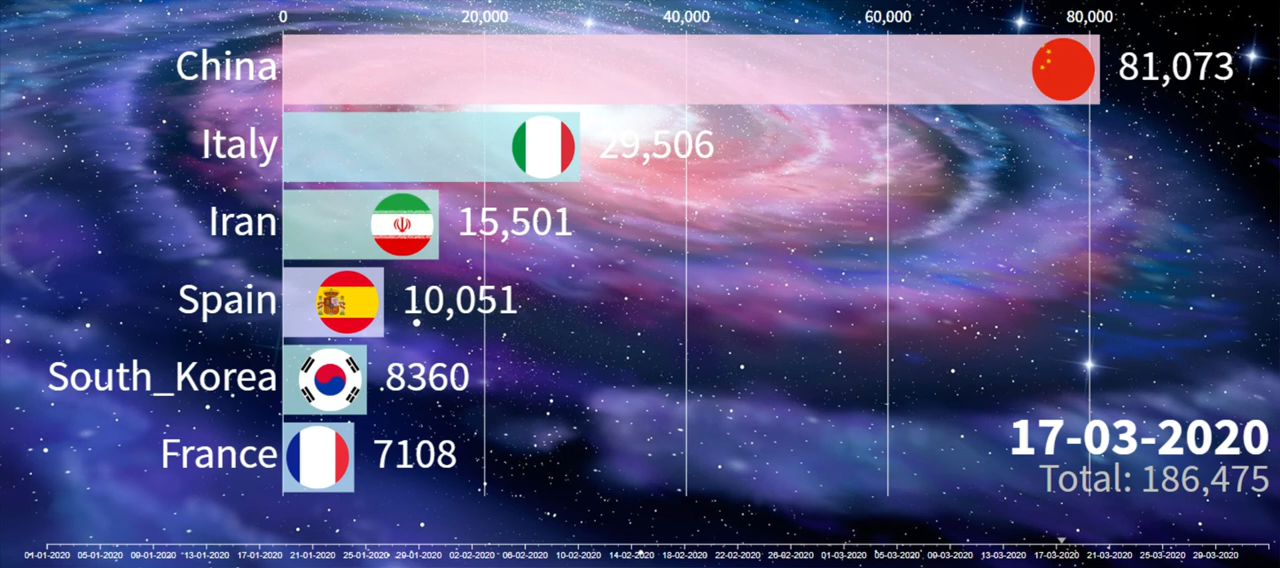 0 20,000 40,000 60,000 80,000
China 81,073
Italy 29,506
Iran 15,501
Spain 10,051
South_Korea 8360
France 7108
17-03-2020
Total: 186,475
01-01-2020 05-01-2020 09-01-2020 13-01-2020 17-01-2020 21-01-2020 25-01-2020 29-01-2020 02-02-2020 06-02-2020 10-02-2020 14-02-2020 18-02-2020 22-02-2020 26-02-2020 01-03-2020 05-03-2020 09-03-2020 13-03-2020 17-03-2020 21-03-2020 25-03-2020 29-03-2020